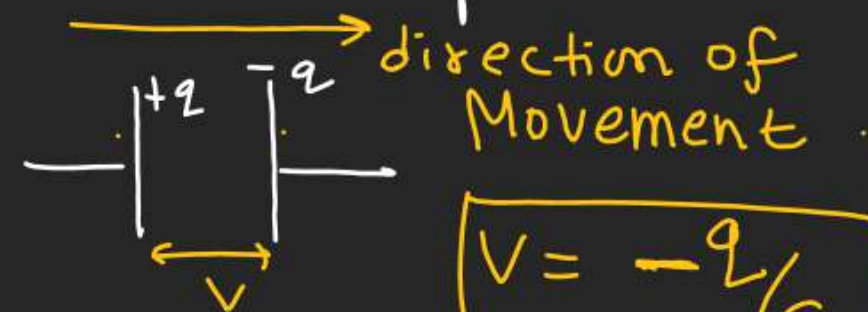 direction of
Movement
+q
-q
V
V = -q/c